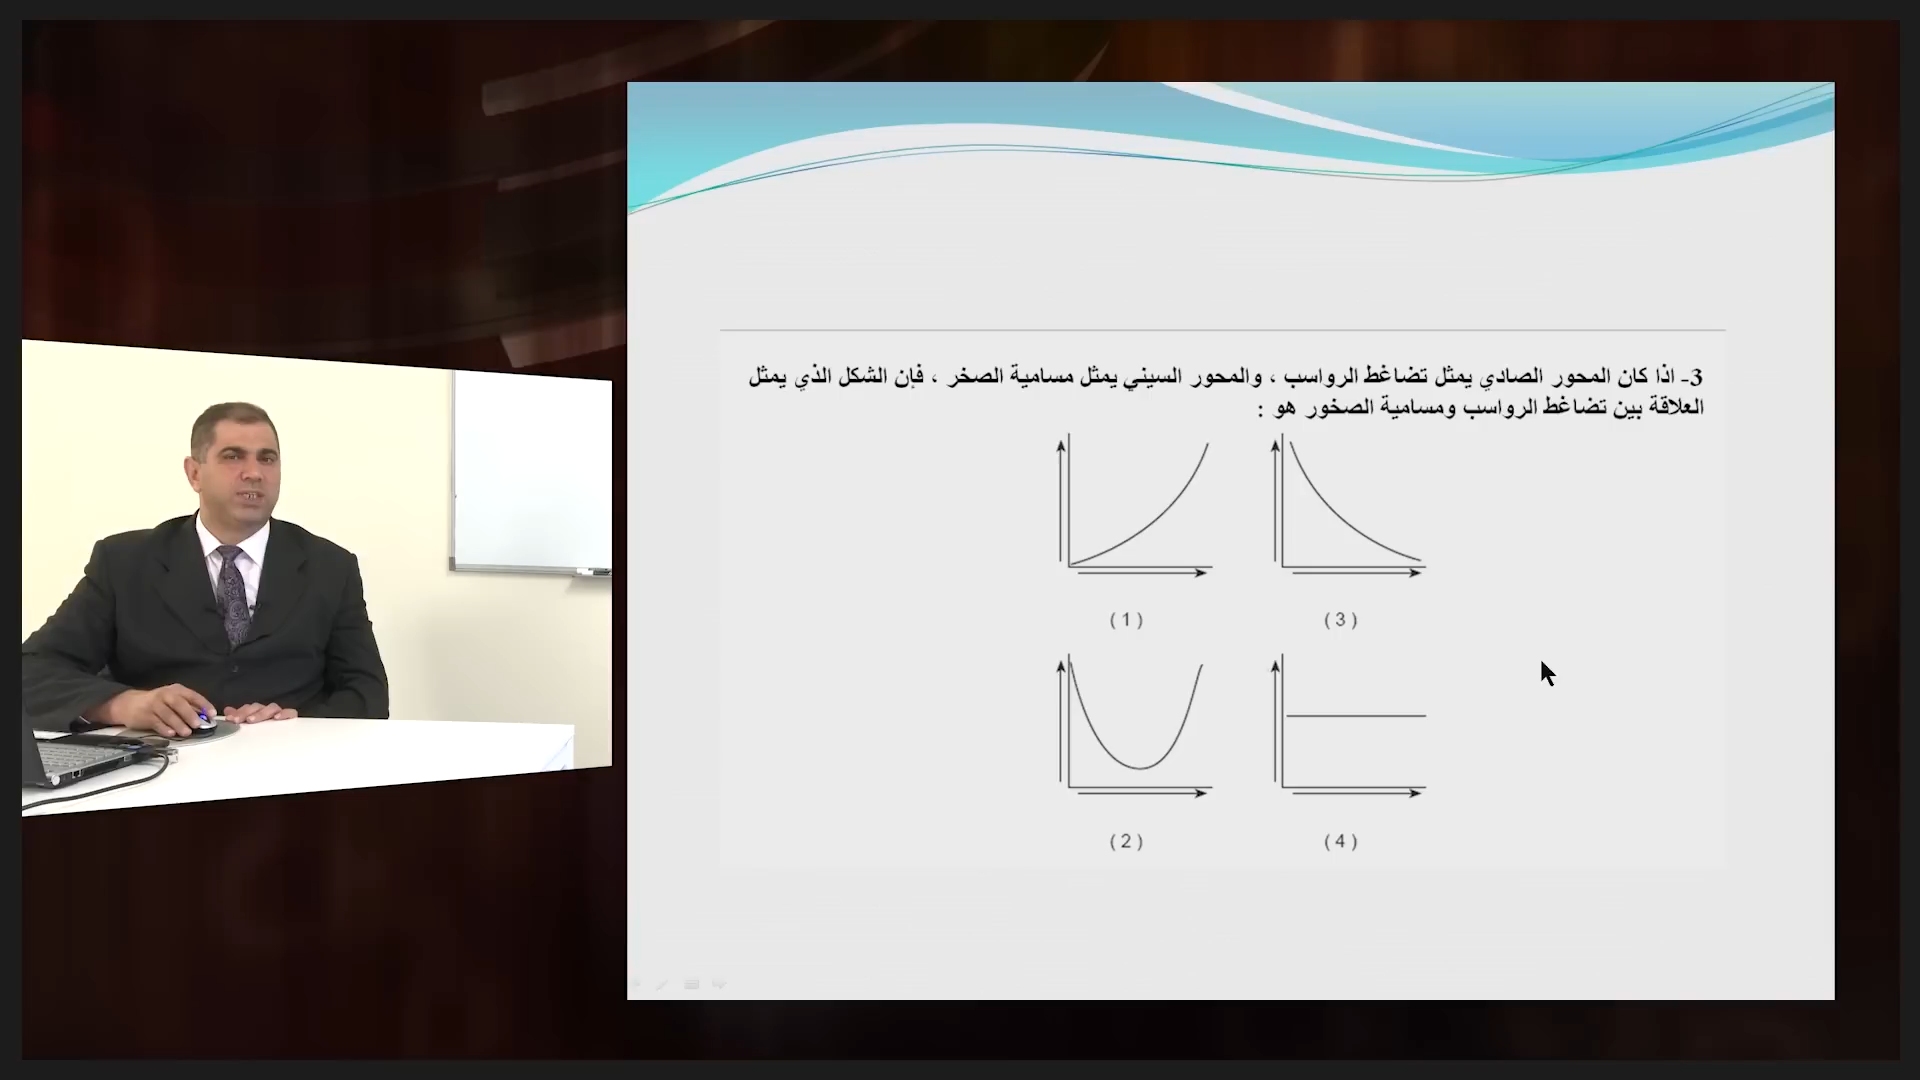 3- اذا كان المحور الصادي يمثل تضاغط الرواسب ، والمحور السيني يمثل مسامية الصخر ، فإن الشكل الذي يمثل
العلاقة بين تضاغط الرواسب ومسامية الصخور هو :
( 1 )
( 3 )
( 2 )
( 4 )